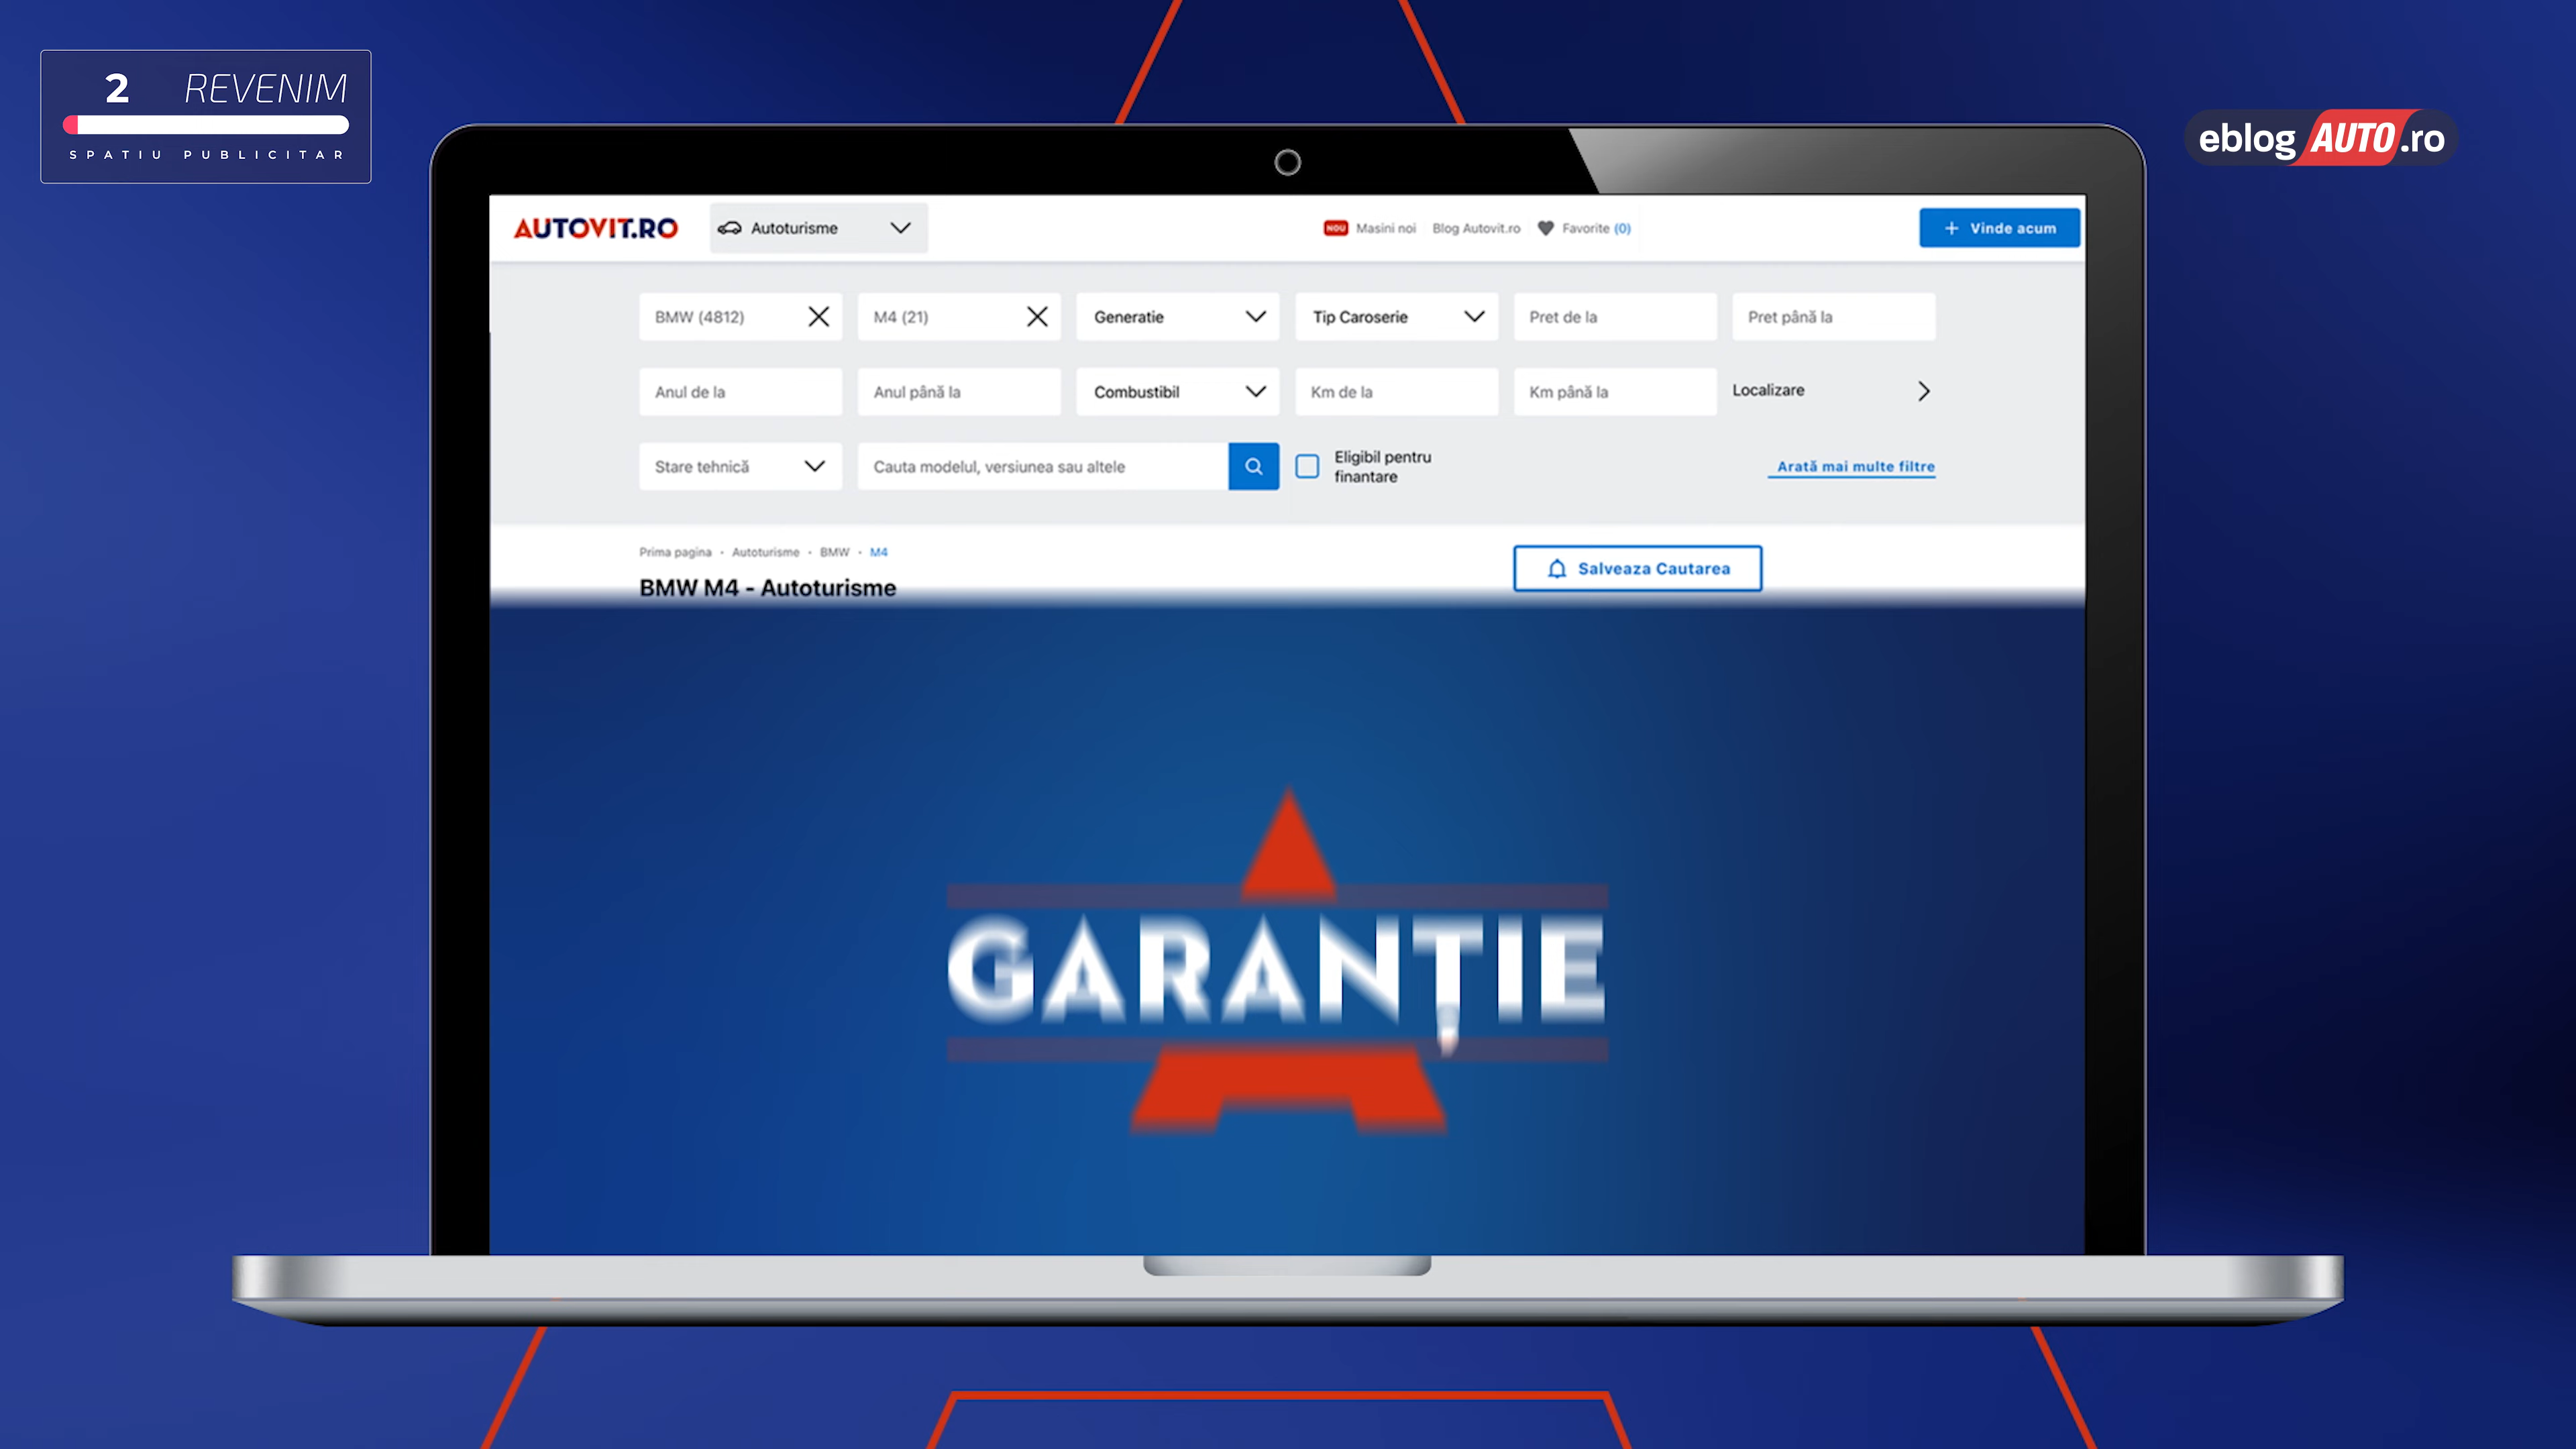 2 REVENIM
SPATIU PUBLICITAR
eblogAUTO.ro
AUTOVIT.RO
Autoturisme
NOU Masini noi
Blog Autovit.ro
Favorite (0)
+ Vinde acum
BMW (4812)
M4 (21)
Generatie
Tip Caroserie
Pret de la
Pret până la
Anul de la
Anul până la
Combustibil
Km de la
Km până la
Localizare
Stare tehnică
Cauta modelul, versiunea sau altele
Eligibil pentru
finantare
Arată mai multe filtre
Prima pagina · Autoturisme · BMW · M4
Salveaza Cautarea
BMW M4 - Autoturisme
GARANȚIE